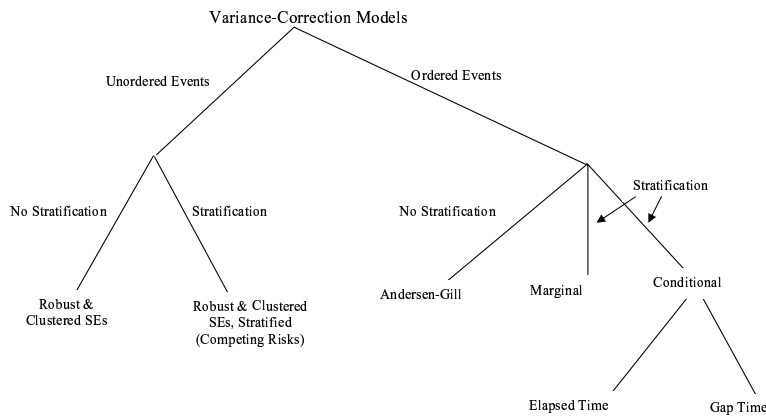 Variance-Correction Models
Unordered Events
Ordered Events
No Stratification
Stratification
No Stratification
Stratification
Robust &
Clustered SEs
Robust & Clustered
SEs, Stratified
(Competing Risks)
Andersen-Gill
Marginal
Conditional
Elapsed Time
Gap Time